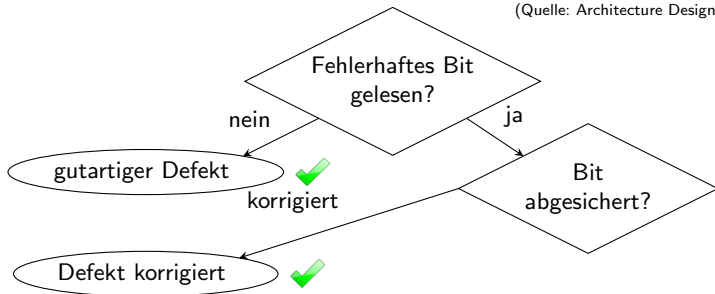 (Quelle: Architecture Design
Fehlerhaftes Bit
gelesen?
nein
ja
gutartiger Defekt
Bit
abgesichert?
korrigiert
Defekt korrigiert